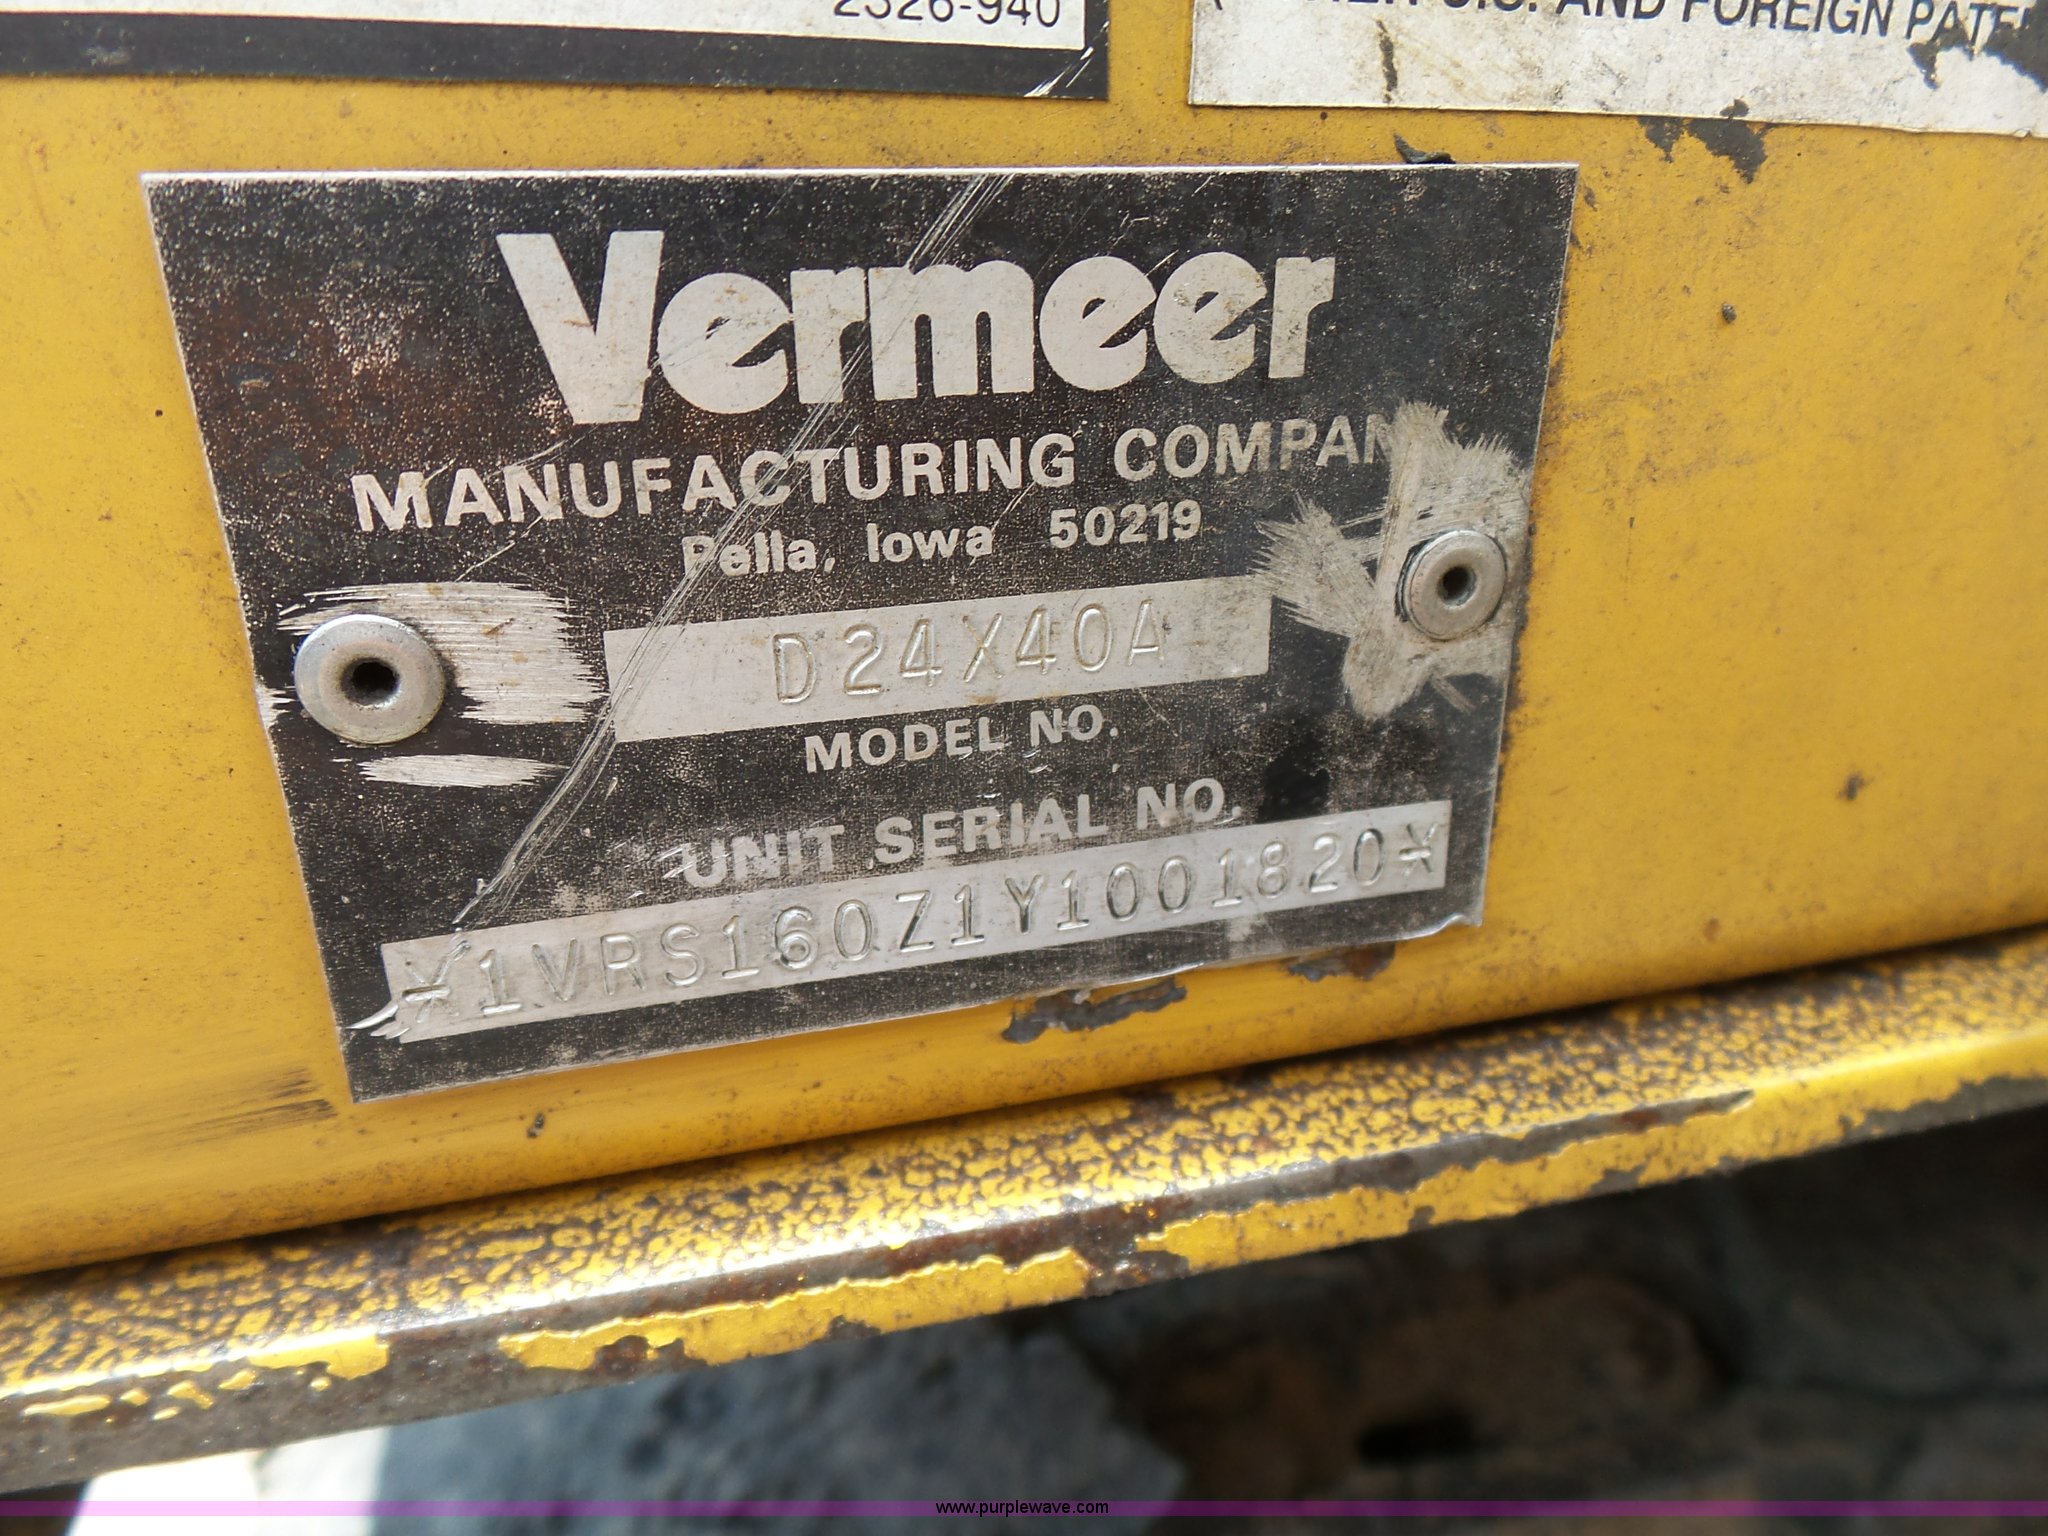 2326-940
U.S. AND FOREIGN PATE
Vermeer
MANUFACTURING COMPAN
Pella, Iowa 50219
D24X40A
MODEL NO.
UNIT SERIAL NO.
*1VRS160Z1Y1001820*
www.purplewave.com